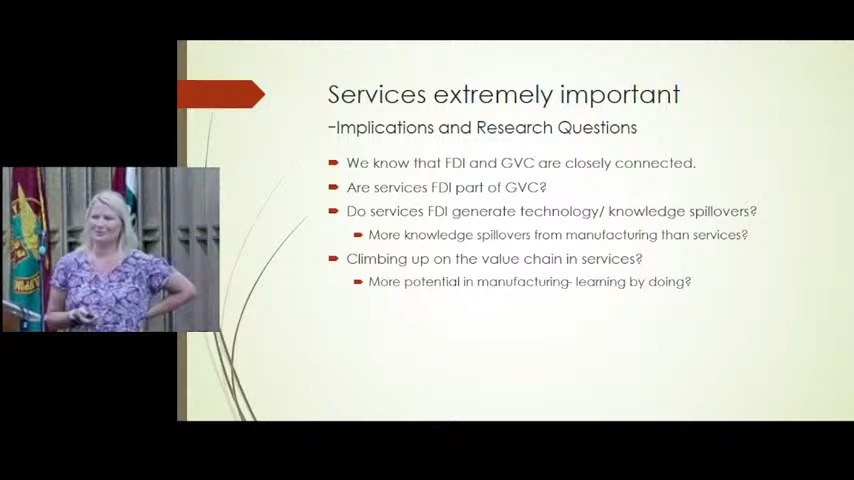 Services extremely important
-Implications and Research Questions
We know that FDI and GVC are closely connected.
Are services FDI part of GVC?
Do services FDI generate technology/ knowledge spillovers?
More knowledge spillovers from manufacturing than services?
Climbing up on the value chain in services?
More potential in manufacturing- learning by doing?